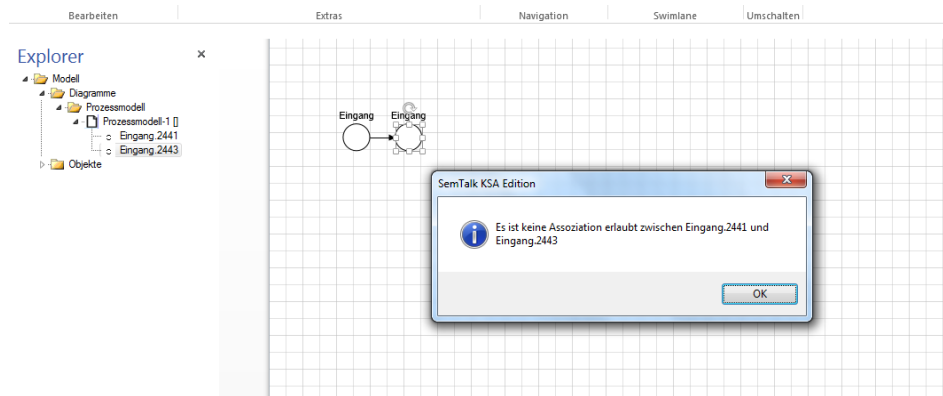 Bearbeiten Extras Navigation Swimlane Umschalten
Explorer ×
Modell
Diagramme
Prozessmodell
Prozessmodell-1 []
Eingang.2441
Eingang.2443
Objekte
Eingang Eingang
SemTalk KSA Edition
Es ist keine Assoziation erlaubt zwischen Eingang.2441 und
Eingang.2443
OK